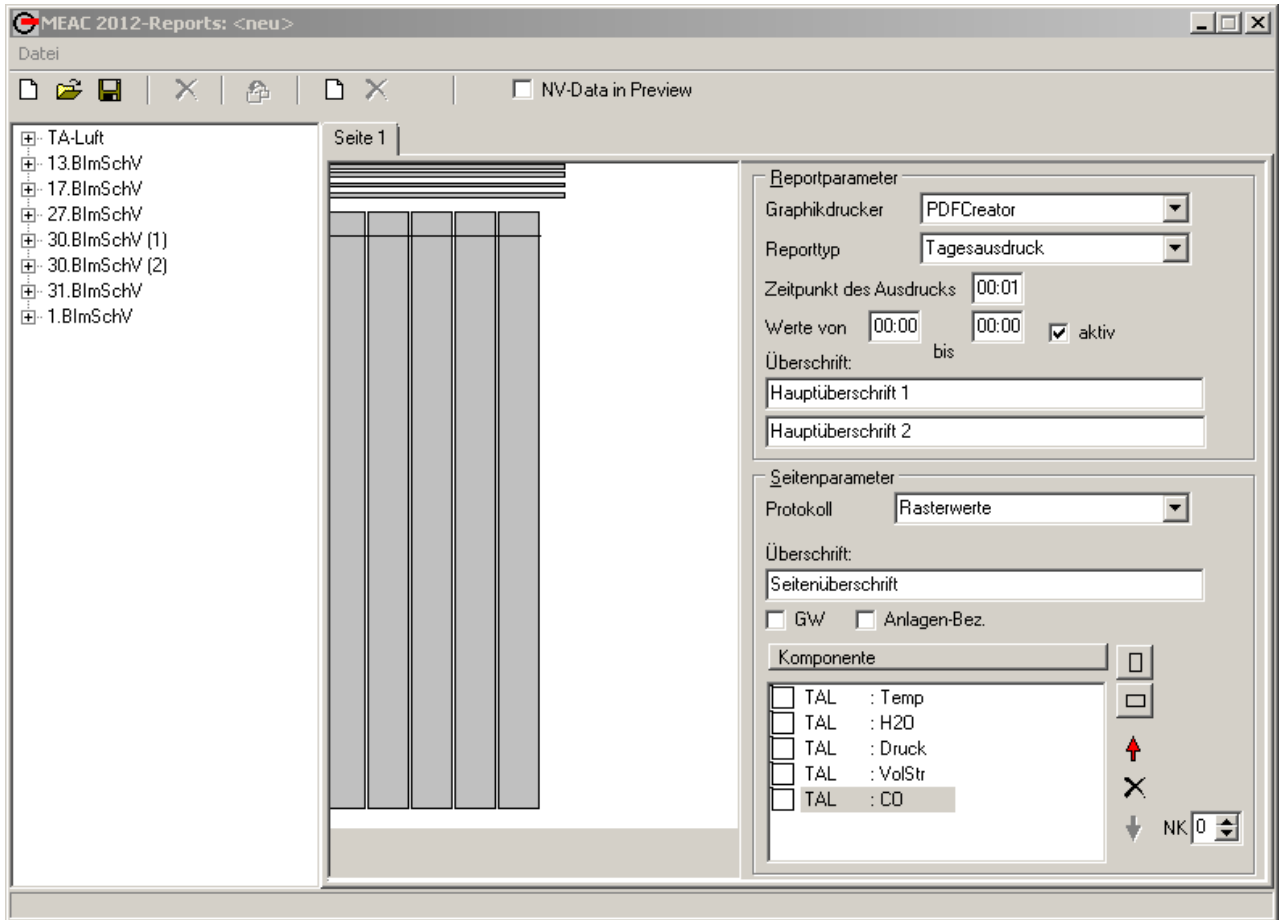 MEAC 2012-Reports: <neu>
Datei
NV-Data in Preview
TA-Luft
13.BImSchV
17.BImSchV
27.BImSchV
30.BImSchV (1)
30.BImSchV (2)
31.BImSchV
1.BImSchV
Seite 1
Reportparameter
Graphikdrucker PDFCreator
Reporttyp Tagesausdruck
Zeitpunkt des Ausdrucks 00:01
Werte von 00:00 bis 00:00 aktiv
Überschrift:
Hauptüberschrift 1
Hauptüberschrift 2
Seitenparameter
Protokoll Rasterwerte
Überschrift:
Seitenüberschrift
GW Anlagen-Bez.
Komponente
TAL : Temp
TAL : H2O
TAL : Druck
TAL : VolStr
TAL : CO
NK 0